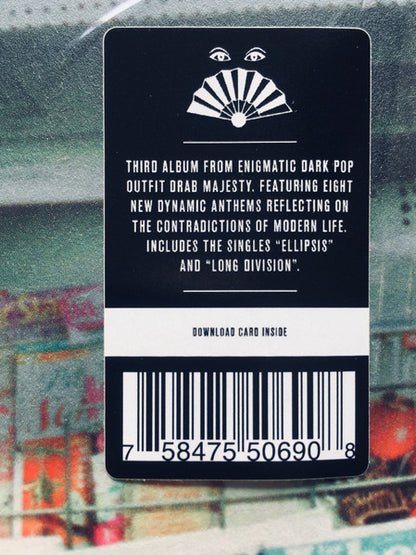 THIRD ALBUM FROM ENIGMATIC DARK POP
OUTFIT DRAB MAJESTY. FEATURING EIGHT
NEW DYNAMIC ANTHEMS REFLECTING ON
THE CONTRADICTIONS OF MODERN LIFE.
INCLUDES THE SINGLES “ELLIPSIS”
AND “LONG DIVISION”.
DOWNLOAD CARD INSIDE
7 58475 50690 8